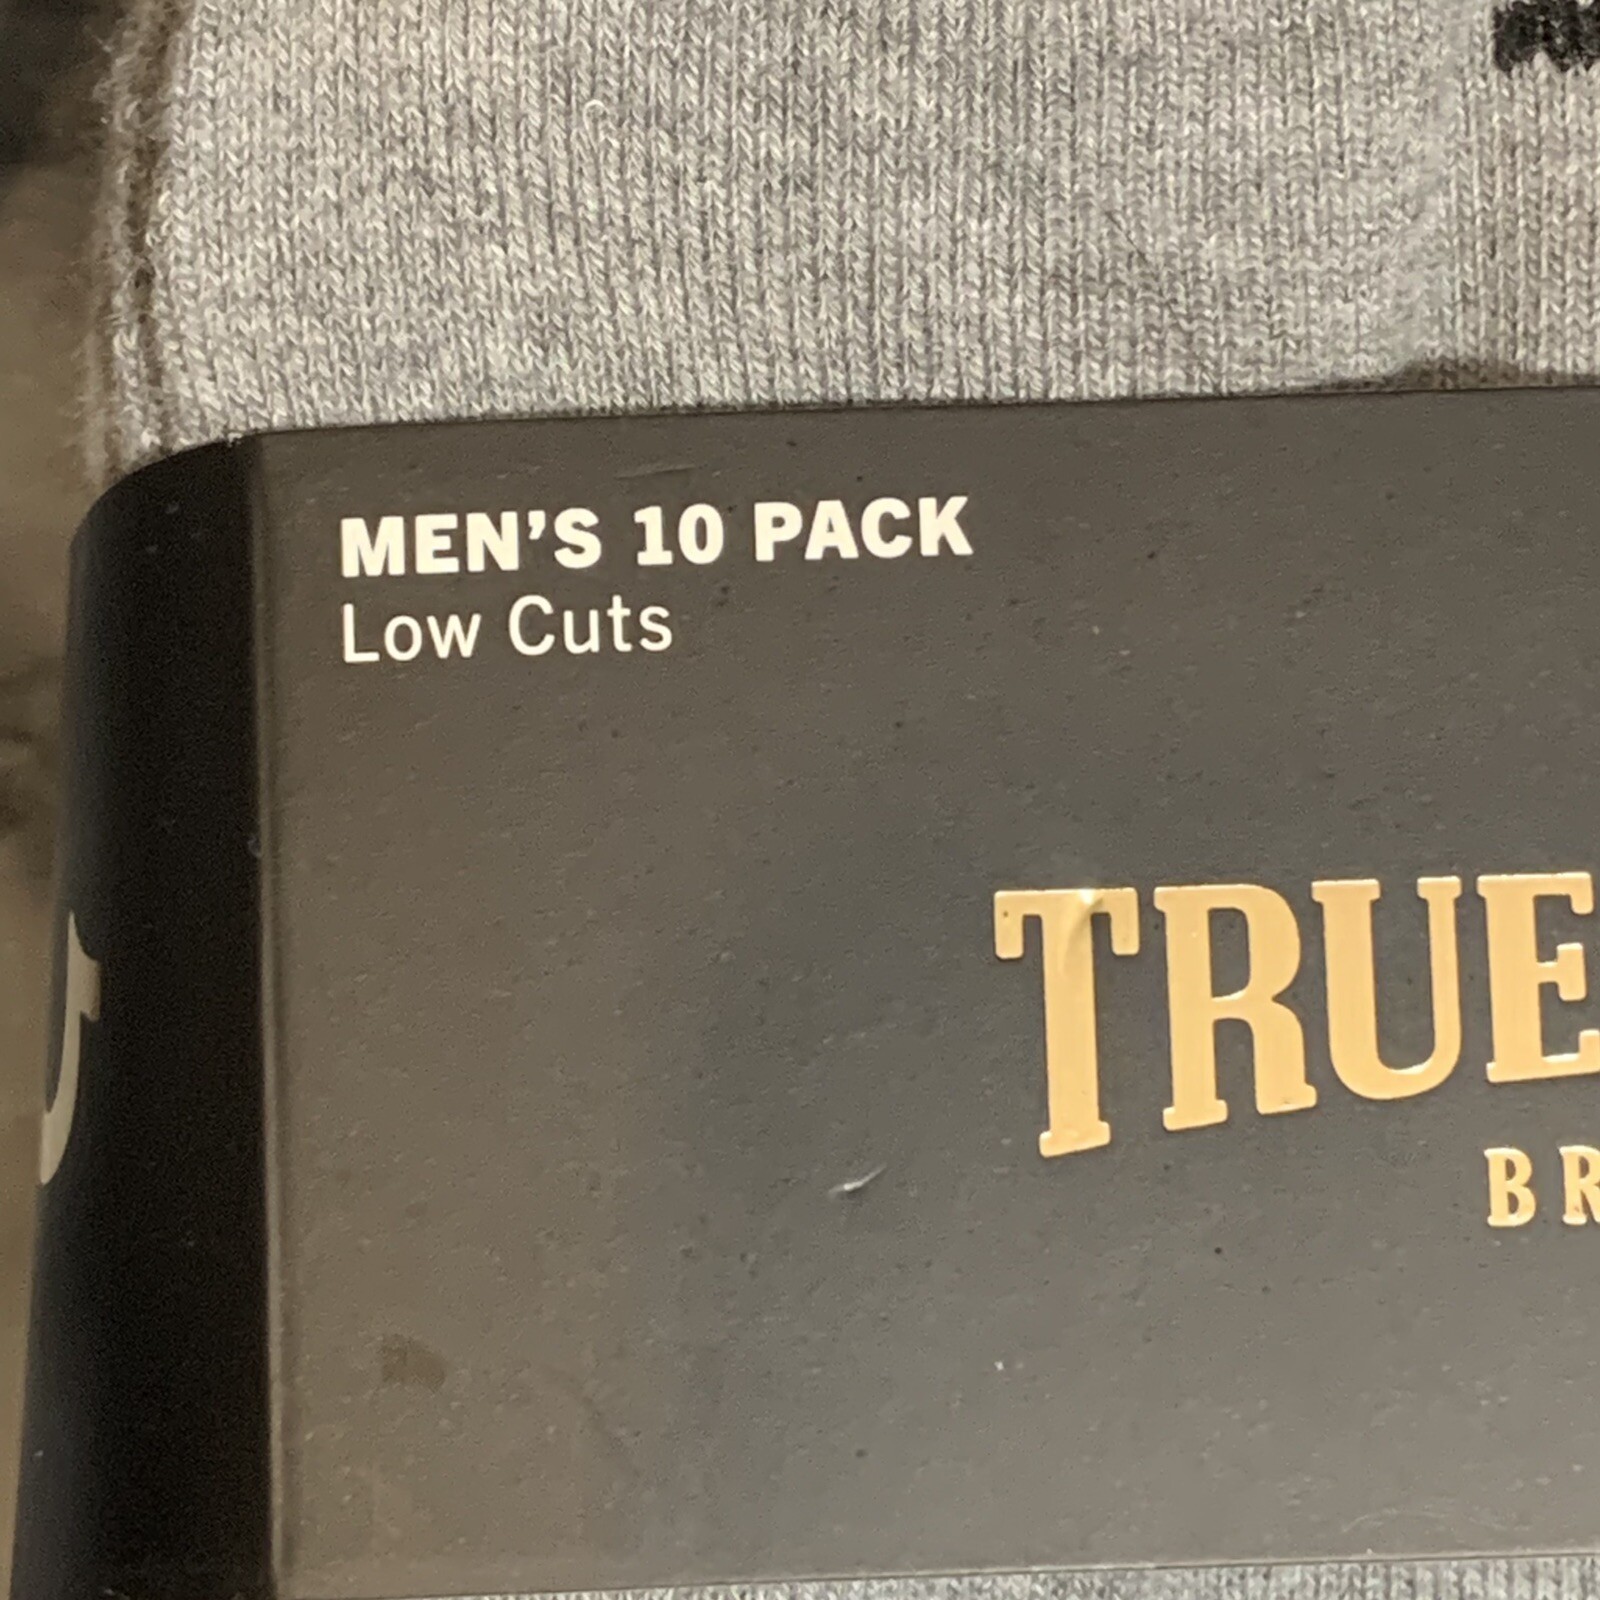 MEN'S 10 PACK
Low Cuts
TRUE
BR